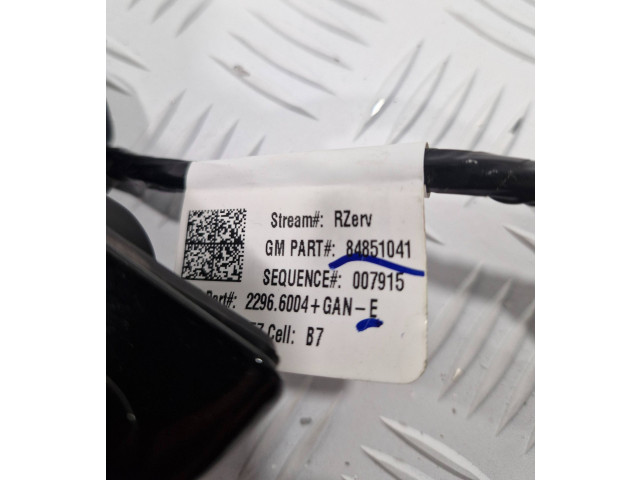 Stream#: RZerv
GM PART#: 84851041
SEQUENCE#: 007915
Part#: 2296.6004+GAN-E
Cell: B7